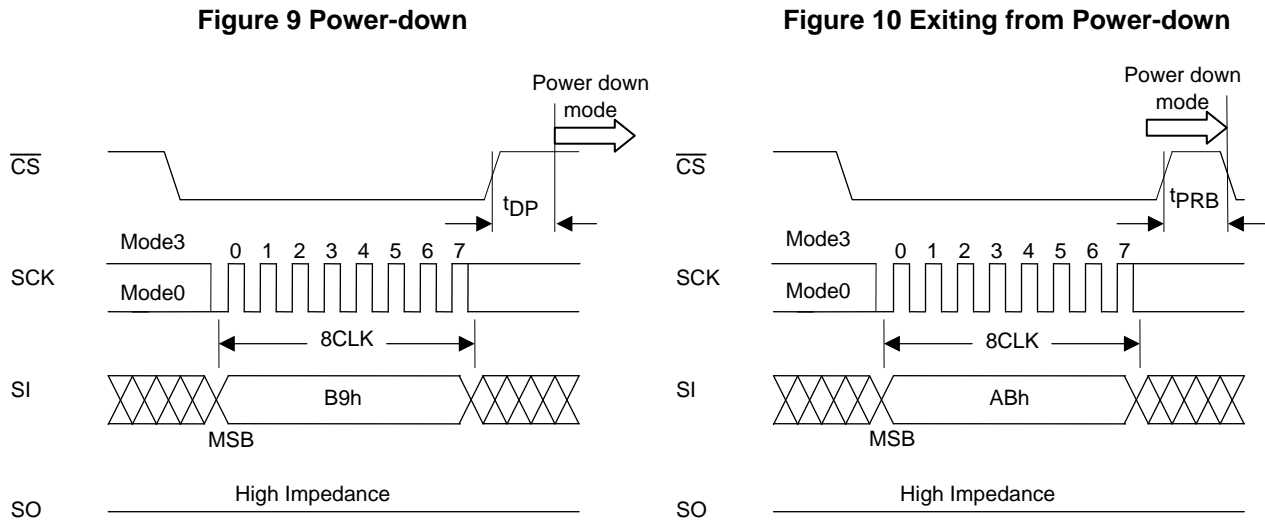 Figure 9 Power-down
Power down
mode
CS
tDP
Mode3
0 1 2 3 4 5 6 7
SCK
Mode0
8CLK
SI
B9h
MSB
High Impedance
SO
Figure 10 Exiting from Power-down
Power down
mode
CS
tPRB
Mode3
0 1 2 3 4 5 6 7
SCK
Mode0
8CLK
SI
ABh
MSB
High Impedance
SO